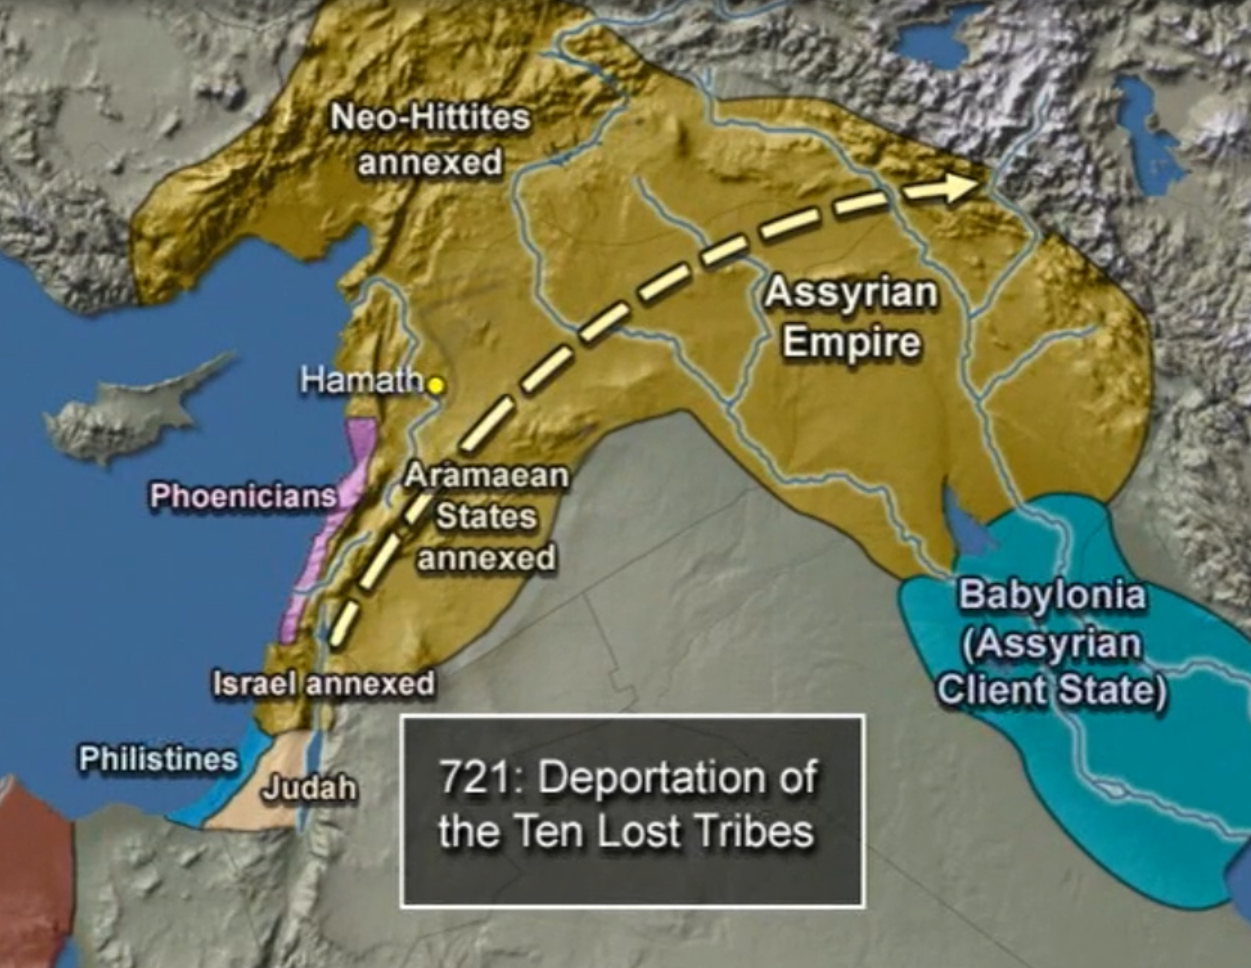 Neo-Hittites
annexed
Assyrian
Empire
Hamath
Aramaean
States
annexed
Phoenicians
Babylonia
(Assyrian
Client State)
Israel annexed
Philistines
Judah
721: Deportation of
the Ten Lost Tribes